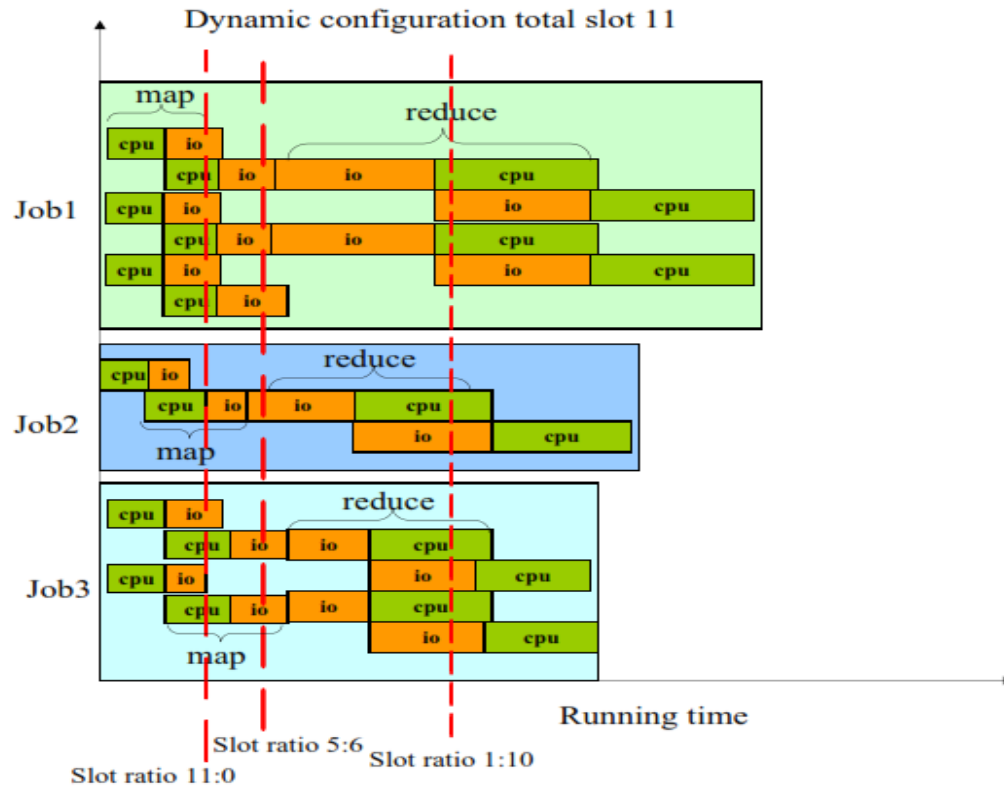 Dynamic configuration total slot 11
map
reduce
cpu io
cpu io io cpu
Job1
cpu io io cpu
cpu io io cpu
cpu io io cpu
cpu io
reduce
cpu io
cpu io io cpu
Job2
map
io cpu
reduce
cpu io
cpu io io cpu
Job3
cpu io io cpu
cpu io io cpu
map
io cpu
Running time
Slot ratio 5:6
Slot ratio 1:10
Slot ratio 11:0